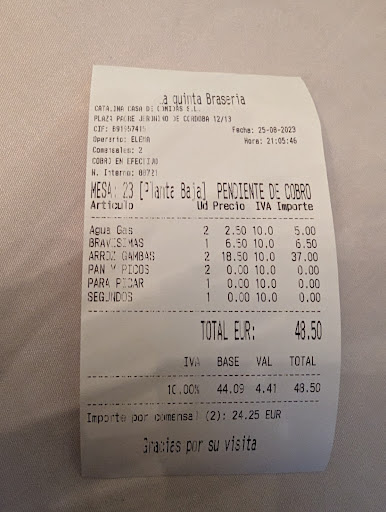 La quinta Braseria
CATALINA CASA DE COMIDAS S.L.
PLAZA PADRE JERONIMO DE CORDOBA 12/13
CIF: B91957415 Fecha: 25-08-2023
Operario: ELENA Hora: 21:05:46
Comensales: 2
COBRO EN EFECTIVO
N. Interno: 00721
MESA: 23 [Planta Baja] PENDIENTE DE COBRO
Articulo Ud Precio IVA Importe
Agua Gas 2 2.50 10.0 5.00
BRAVISIMAS 1 6.50 10.0 6.50
ARROZ GAMBAS 2 18.50 10.0 37.00
PAN Y PICOS 2 0.00 10.0 0.00
PARA PICAR 1 0.00 10.0 0.00
SEGUNDOS 1 0.00 10.0 0.00
TOTAL EUR: 48.50
IVA BASE VAL TOTAL
10.00% 44.09 4.41 48.50
Importe por comensal (2): 24.25 EUR
Gracias por su visita